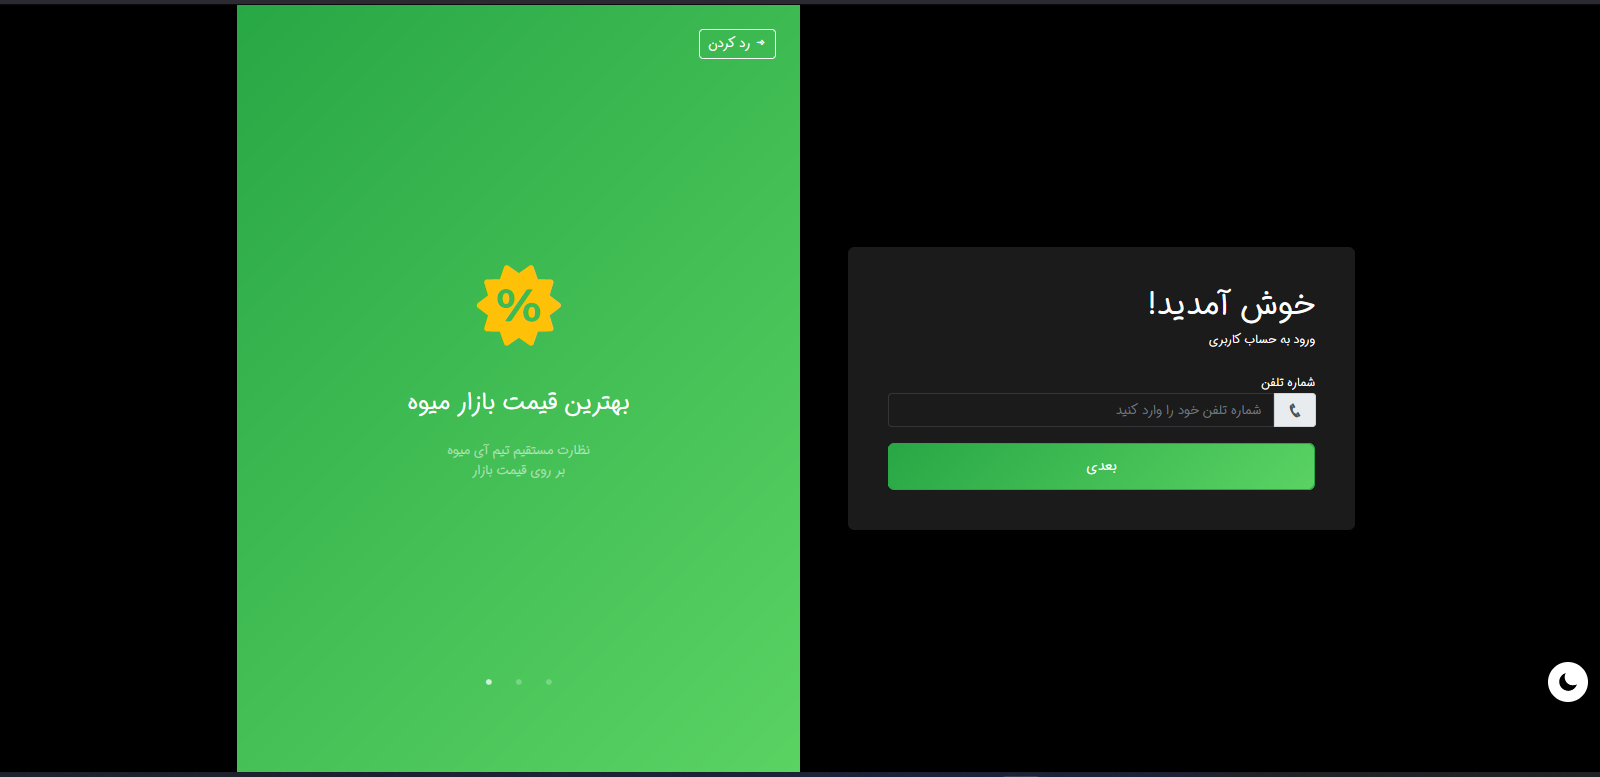 رد کردن
%
بهترین قیمت بازار میوه
نظارت مستقیم تیم آی میوه
بر روی قیمت بازار
خوش آمدید!
ورود به حساب کاربری
شماره تلفن
شماره تلفن خود را وارد کنید
بعدی